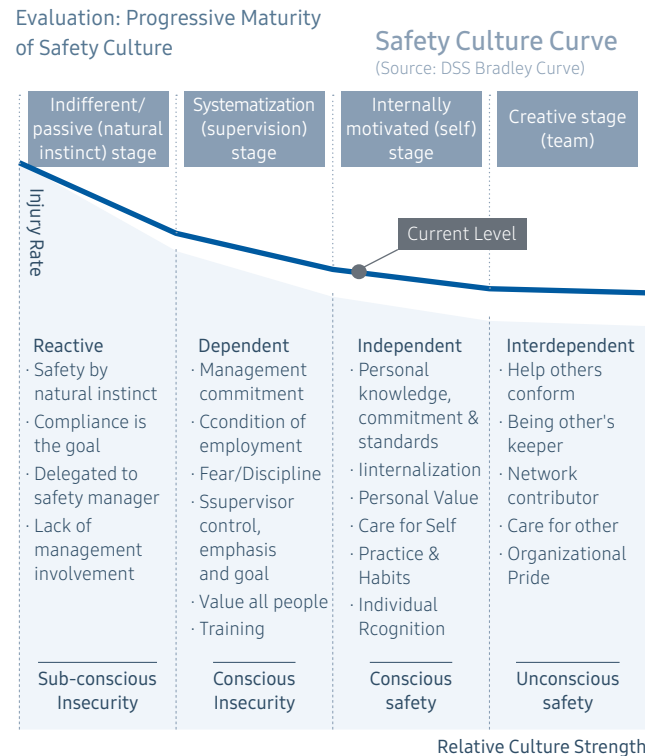 Evaluation: Progressive Maturity
of Safety Culture
Safety Culture Curve
(Source: DSS Bradley Curve)
Indifferent/
passive (natural
instinct) stage
Systematization
(supervision)
stage
Internally
motivated (self)
stage
Creative stage
(team)
Injury Rate
Current Level
Reactive
· Safety by
natural instinct
· Compliance is
the goal
· Delegated to
safety manager
· Lack of
management
involvement
Dependent
· Management
commitment
· Ccondition of
employment
· Fear/Discipline
· Ssupervisor
control,
emphasis
and goal
· Value all people
· Training
Independent
· Personal
knowledge,
commitment &
standards
· Iinternalization
· Personal Value
· Care for Self
· Practice &
Habits
· Individual
Rcognition
Interdependent
· Help others
conform
· Being other's
keeper
· Network
contributor
· Care for other
· Organizational
Pride
Sub-conscious
Insecurity
Conscious
Insecurity
Conscious
safety
Unconscious
safety
Relative Culture Strength